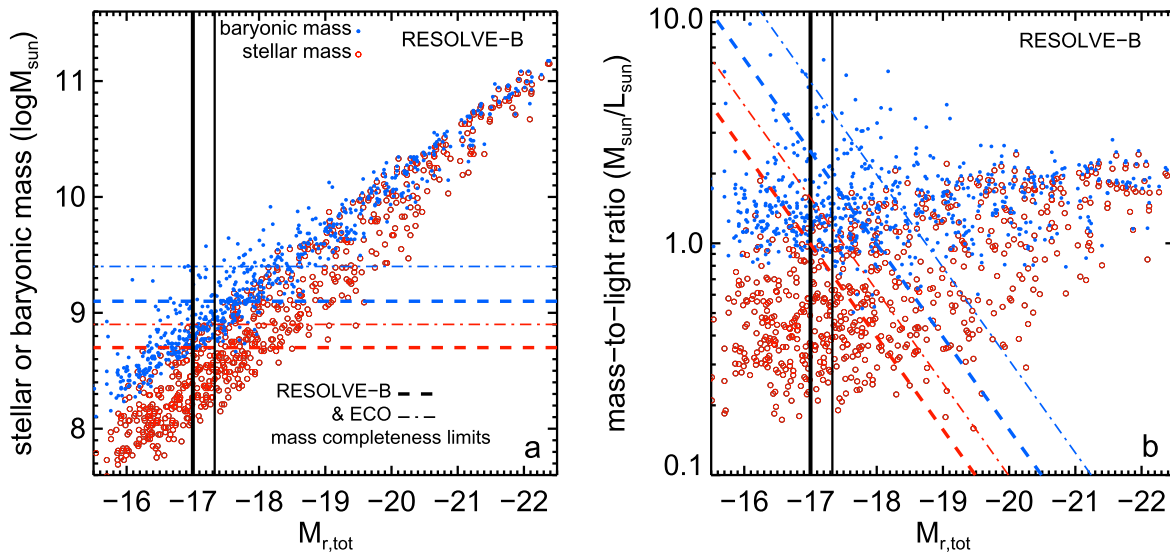 baryonic mass
stellar mass
RESOLVE−B
stellar or baryonic mass (logMsun)
11
10
9
8
RESOLVE−B
& ECO
mass completeness limits
a
−16 −17 −18 −19 −20 −21 −22
Mr,tot
RESOLVE−B
mass-to-light ratio (Msun/Lsun)
10.0
1.0
0.1
b
−16 −17 −18 −19 −20 −21 −22
Mr,tot